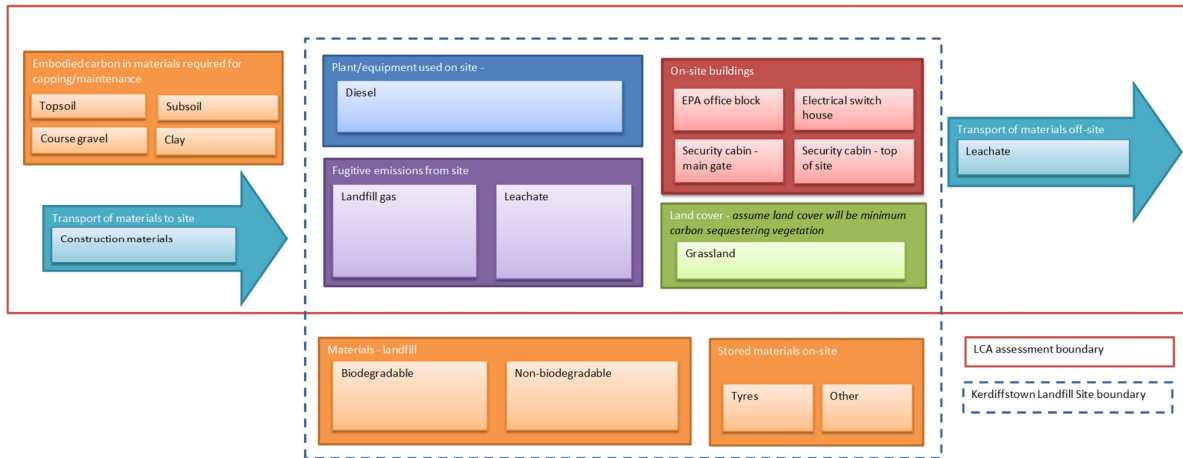 Embodied carbon in materials required for
capping/maintenance
Topsoil
Subsoil
Course gravel
Clay
Transport of materials to site
Construction materials
Plant/equipment used on site -
Diesel
Fugitive emissions from site
Landfill gas
Leachate
On-site buildings
EPA office block
Electrical switch
house
Security cabin -
main gate
Security cabin - top
of site
Land cover - assume land cover will be minimum
carbon sequestering vegetation
Grassland
Transport of materials off-site
Leachate
Materials - landfill
Biodegradable
Non-biodegradable
Stored materials on-site
Tyres
Other
LCA assessment boundary
Kerdiffstown Landfill Site boundary